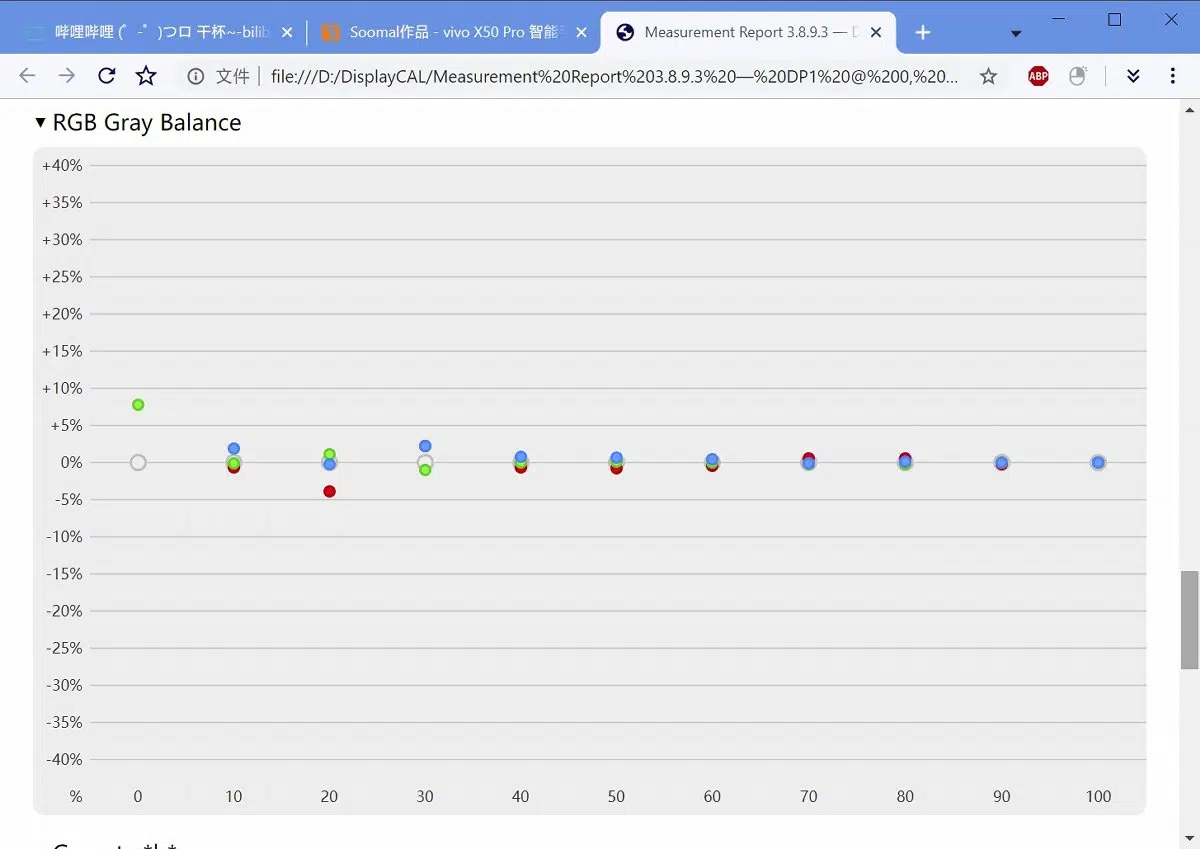 哔哩哔哩 (゜-゜)つロ 干杯~-bilib
Soomal作品 - vivo X50 Pro 智能手
Measurement Report 3.8.9.3 — D
文件 | file:///D:/DisplayCAL/Measurement%20Report%203.8.9.3%20—%20DP1%20@%200,%20...
ABP
▼ RGB Gray Balance
+40%
+35%
+30%
+25%
+20%
+15%
+10%
+5%
0%
-5%
-10%
-15%
-20%
-25%
-30%
-35%
-40%
% 0 10 20 30 40 50 60 70 80 90 100